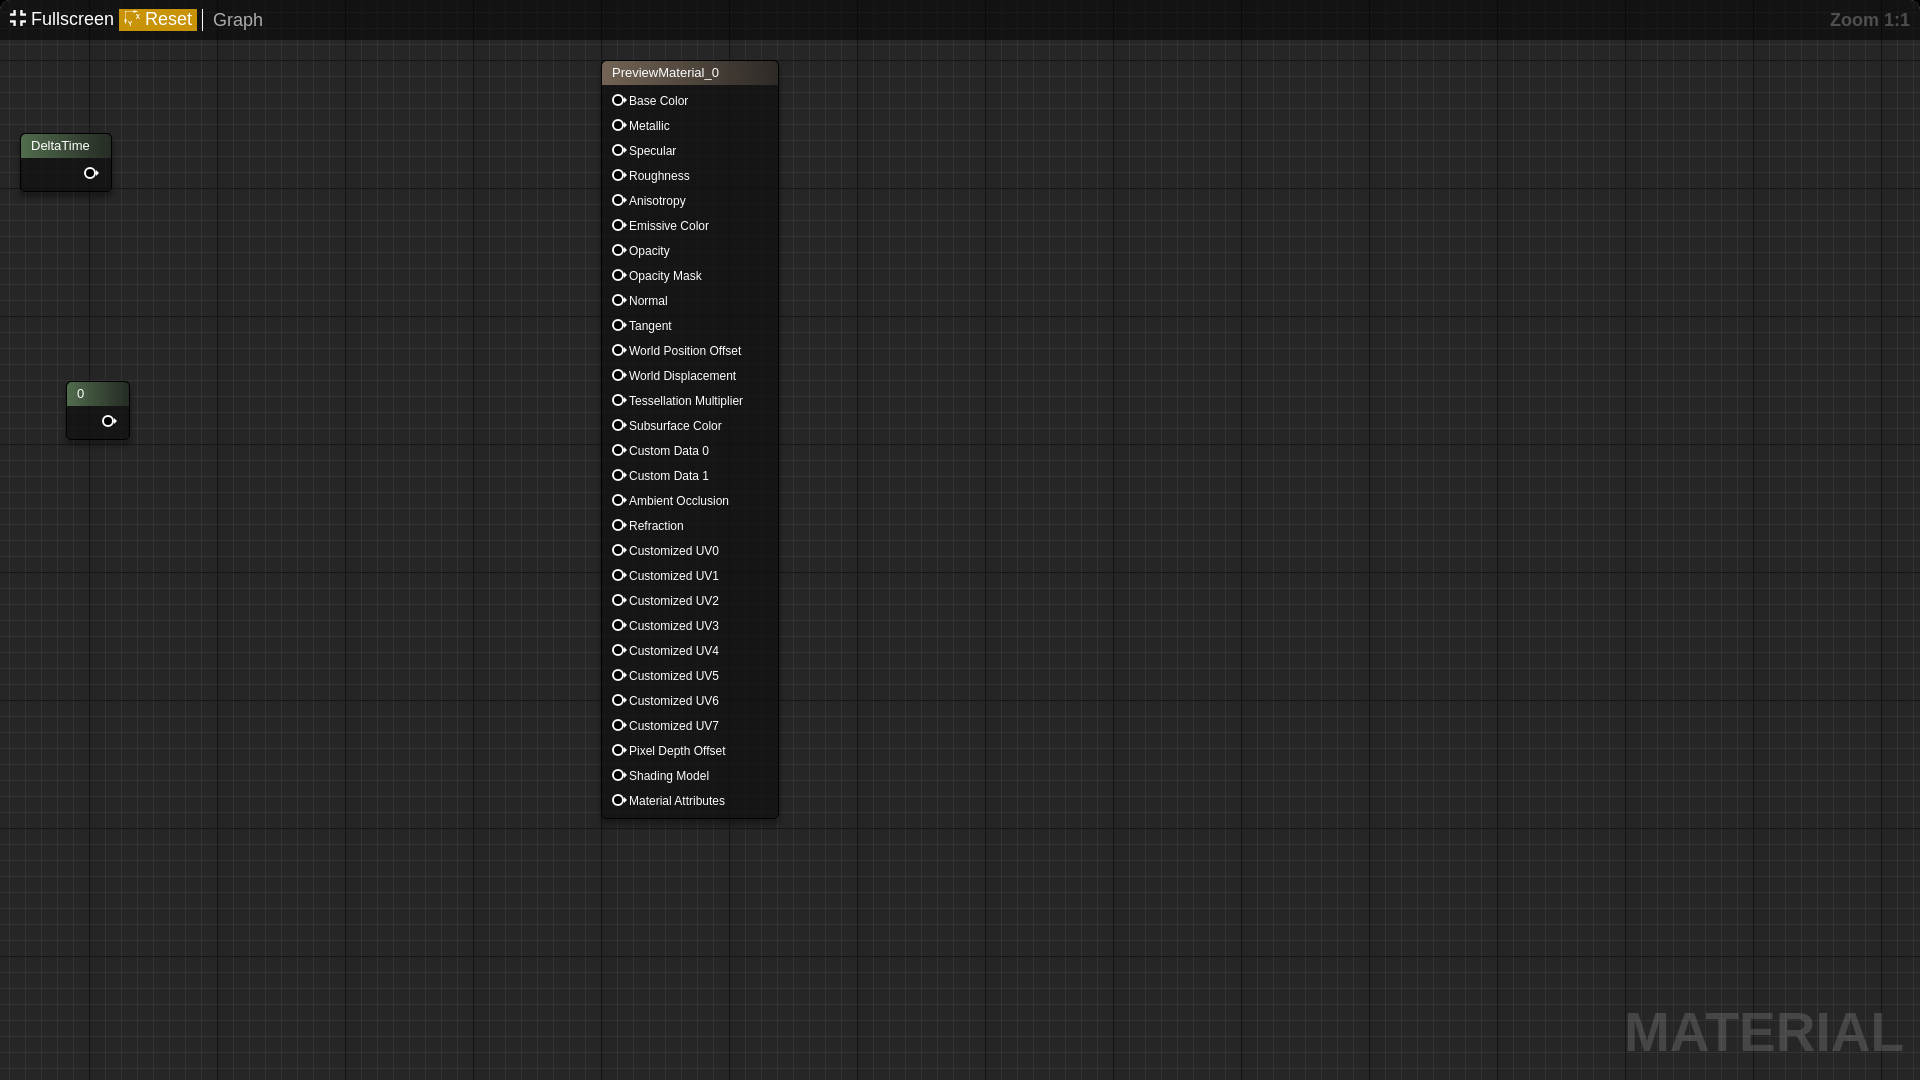 Fullscreen Reset Graph Zoom 1:1
PreviewMaterial_0
Base Color
Metallic
DeltaTime
Specular
Roughness
Anisotropy
Emissive Color
Opacity
Opacity Mask
Normal
Tangent
World Position Offset
World Displacement
0
Tessellation Multiplier
Subsurface Color
Custom Data 0
Custom Data 1
Ambient Occlusion
Refraction
Customized UV0
Customized UV1
Customized UV2
Customized UV3
Customized UV4
Customized UV5
Customized UV6
Customized UV7
Pixel Depth Offset
Shading Model
Material Attributes
MATERIAL